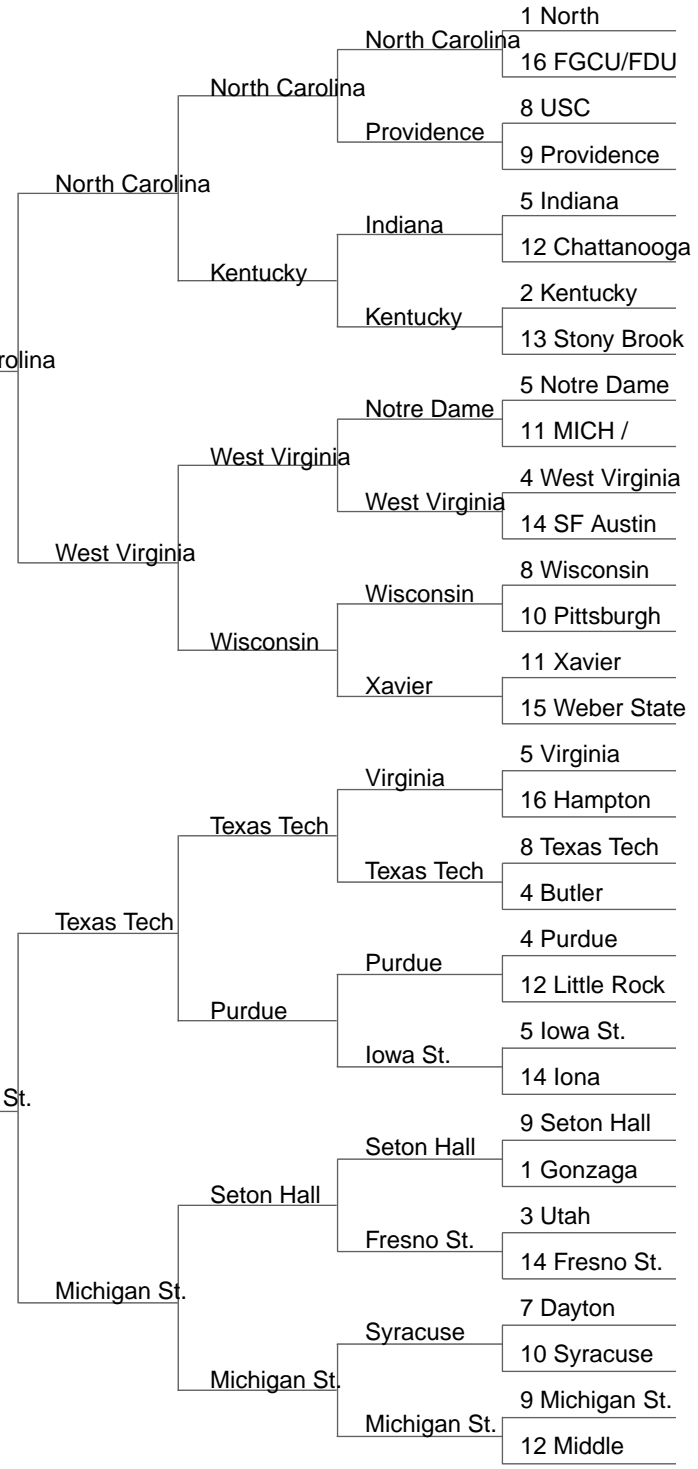 1 North
North Carolina
16 FGCU/FDU
North Carolina
8 USC
Providence
9 Providence
North Carolina
5 Indiana
Indiana
12 Chattanooga
Kentucky
2 Kentucky
Kentucky
13 Stony Brook
rolina
5 Notre Dame
Notre Dame
11 MICH /
West Virginia
4 West Virginia
West Virginia
14 SF Austin
West Virginia
8 Wisconsin
Wisconsin
10 Pittsburgh
Wisconsin
11 Xavier
Xavier
15 Weber State
5 Virginia
Virginia
16 Hampton
Texas Tech
8 Texas Tech
Texas Tech
4 Butler
Texas Tech
4 Purdue
Purdue
12 Little Rock
Purdue
5 Iowa St.
Iowa St.
14 Iona
St.
9 Seton Hall
Seton Hall
1 Gonzaga
Seton Hall
3 Utah
Fresno St.
14 Fresno St.
Michigan St.
7 Dayton
Syracuse
10 Syracuse
Michigan St.
9 Michigan St.
Michigan St.
12 Middle